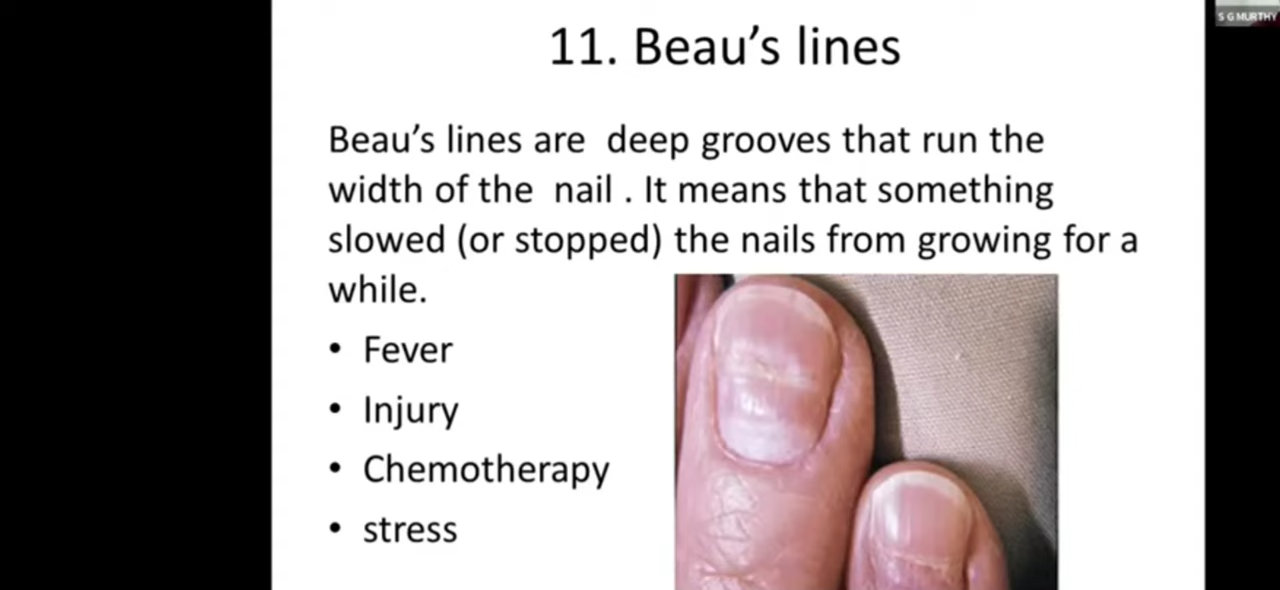 S G MURTHY
11. Beau’s lines
Beau’s lines are deep grooves that run the
width of the nail . It means that something
slowed (or stopped) the nails from growing for a
while.
• Fever
• Injury
• Chemotherapy
• stress